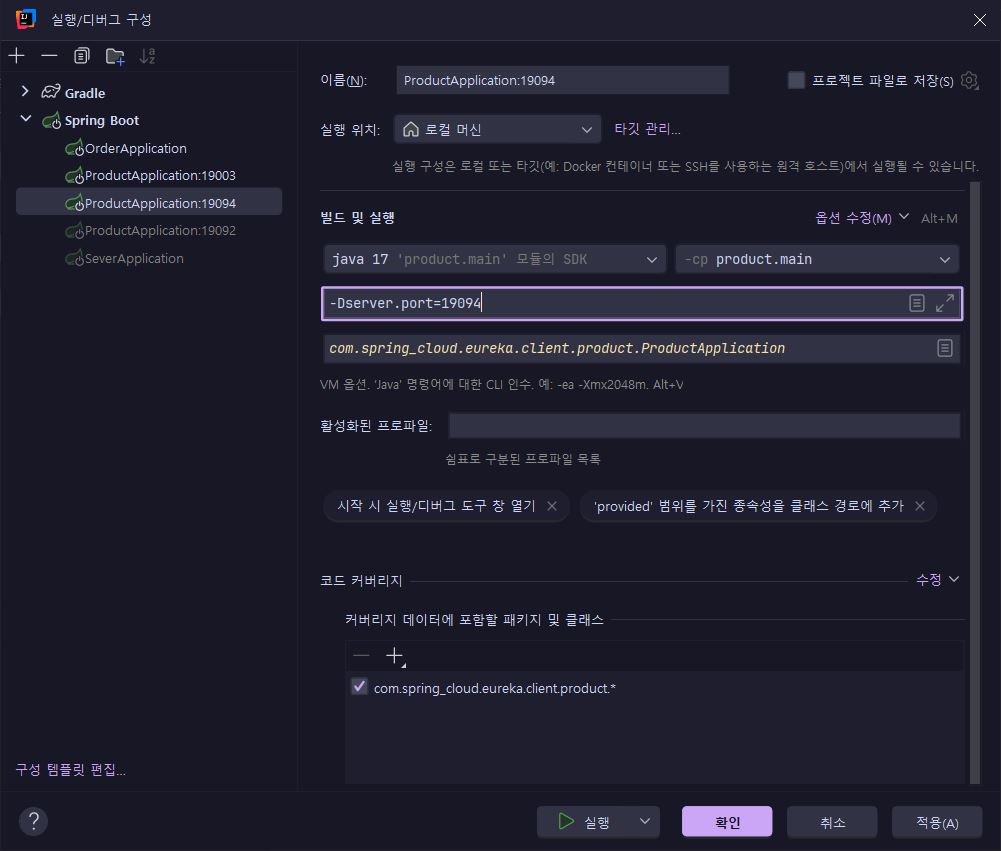 실행/디버그 구성
Gradle
Spring Boot
OrderApplication
ProductApplication:19003
ProductApplication:19094
ProductApplication:19092
SeverApplication
구성 템플릿 편집...
이름(N): ProductApplication:19094 프로젝트 파일로 저장(S)
실행 위치: 로컬 머신 타깃 관리...
실행 구성은 로컬 또는 타깃(예: Docker 컨테이너 또는 SSH를 사용하는 원격 호스트)에서 실행될 수 있습니다.
빌드 및 실행 옵션 수정(M) Alt+M
java 17 'product.main' 모듈의 SDK -cp product.main
-Dserver.port=19094
com.spring_cloud.eureka.client.product.ProductApplication
VM 옵션. 'Java' 명령어에 대한 CLI 인수. 예: -ea -Xmx2048m. Alt+V
활성화된 프로파일:
쉼표로 구분된 프로파일 목록
시작 시 실행/디버그 도구 창 열기 'provided' 범위를 가진 종속성을 클래스 경로에 추가
코드 커버리지 수정
커버리지 데이터에 포함할 패키지 및 클래스
com.spring_cloud.eureka.client.product.*
? 실행 확인 취소 적용(A)